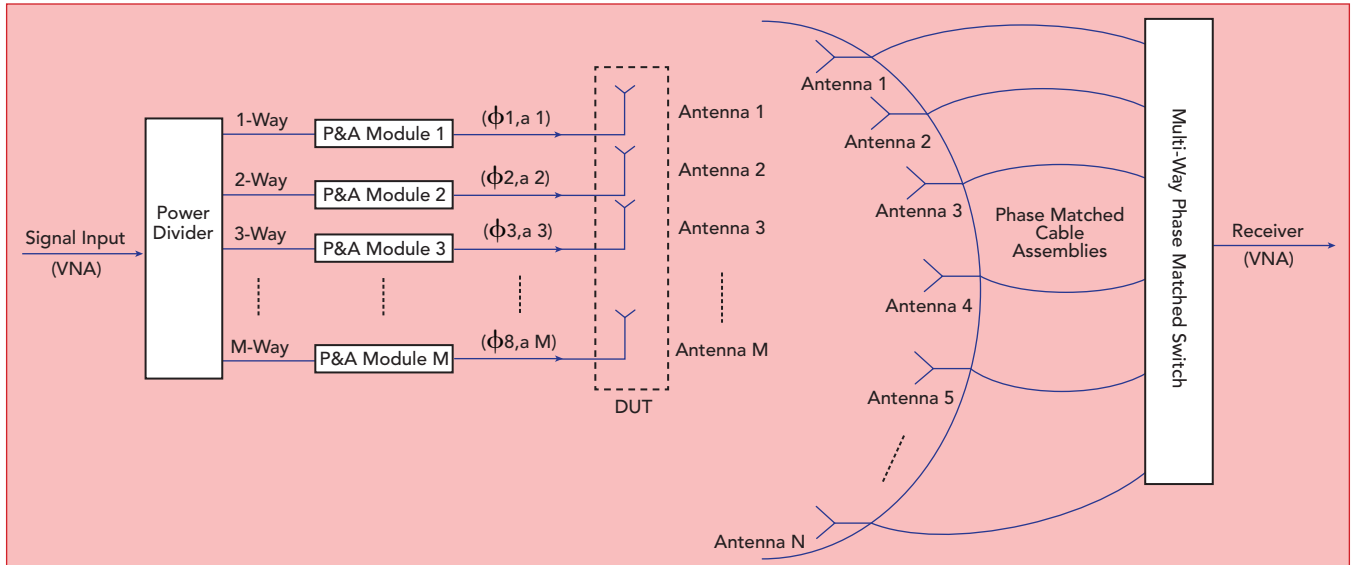 Signal Input
(VNA)
Power
Divider
1-Way
P&A Module 1
(ϕ1,a 1)
2-Way
P&A Module 2
(ϕ2,a 2)
3-Way
P&A Module 3
(ϕ3,a 3)
M-Way
P&A Module M
(ϕ8,a M)
DUT
Antenna 1
Antenna 2
Antenna 3
Antenna M
Antenna 1
Antenna 2
Antenna 3
Antenna 4
Antenna 5
Antenna N
Phase Matched
Cable
Assemblies
Multi-Way Phase Matched Switch
Receiver
(VNA)